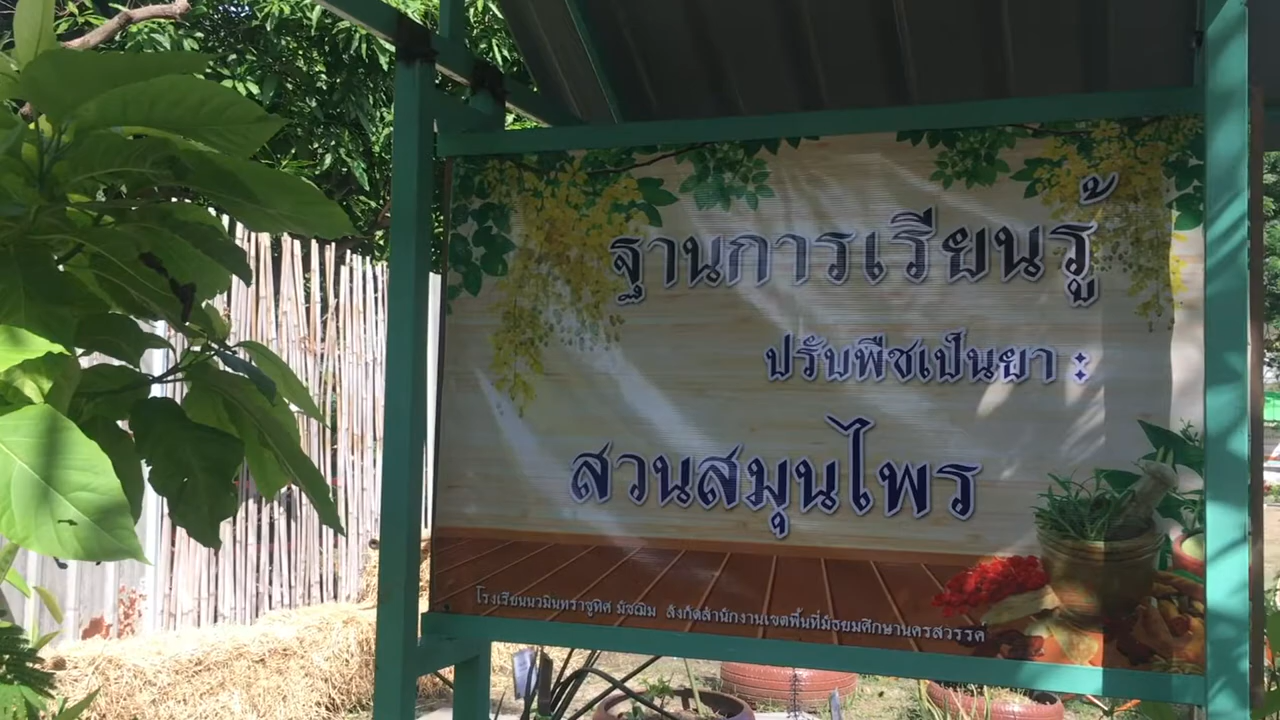 ฐานการเรียนรู้
ปรับพืชเป็นยา :
สวนสมุนไพร
โรงเรียนนวมินทราชูทิศ มัชฌิม สังกัดสำนักงานเขตพื้นที่มัธยมศึกษานครสวรรค์